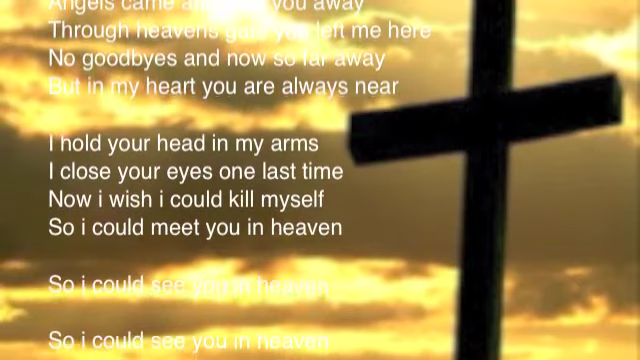 Angels came and took you away
Through heavens gate you left me here
No goodbyes and now so far away
But in my heart you are always near
I hold your head in my arms
I close your eyes one last time
Now i wish i could kill myself
So i could meet you in heaven
So i could see you in heaven
So i could see you in heaven